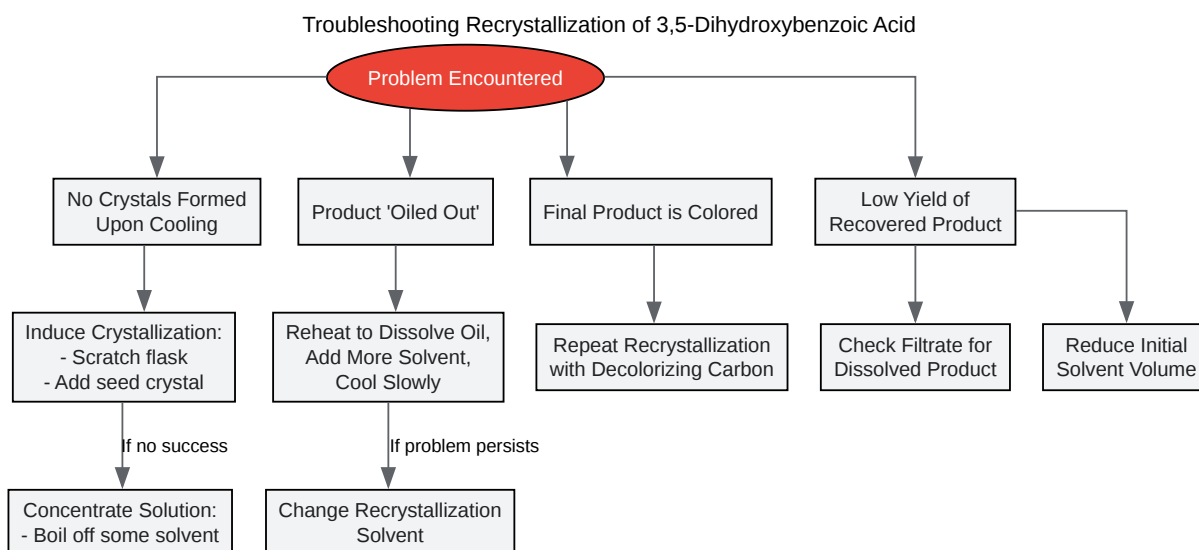 Troubleshooting Recrystallization of 3,5-Dihydroxybenzoic Acid
Problem Encountered
No Crystals Formed
Upon Cooling
Product 'Oiled Out'
Final Product is Colored
Low Yield of
Recovered Product
Induce Crystallization:
- Scratch flask
- Add seed crystal
Reheat to Dissolve Oil,
Add More Solvent,
Cool Slowly
Repeat Recrystallization
with Decolorizing Carbon
Check Filtrate for
Dissolved Product
Reduce Initial
Solvent Volume
If no success
If problem persists
Concentrate Solution:
- Boil off some solvent
Change Recrystallization
Solvent